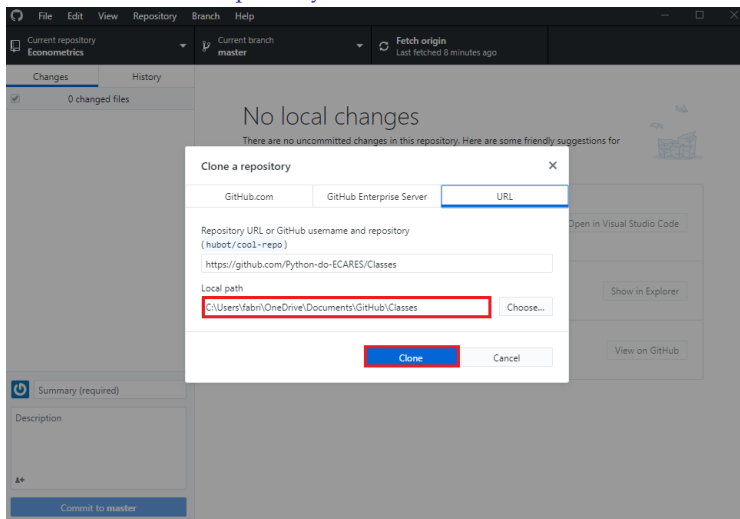 File Edit View Repository Branch Help
Current repository
Econometrics
Current branch
master
Fetch origin
Last fetched 8 minutes ago
Changes History
0 changed files
No local changes
There are no uncommitted changes in this repository. Here are some friendly suggestions for
Clone a repository
GitHub.com GitHub Enterprise Server URL
Repository URL or GitHub username and repository
(hubot/cool-repo)
https://github.com/Python-do-ECARES/Classes
Local path
C:\Users\fabri\OneDrive\Documents\GitHub\Classes Choose...
Clone Cancel
Open in Visual Studio Code
Show in Explorer
View on GitHub
Summary (required)
Description
Commit to master